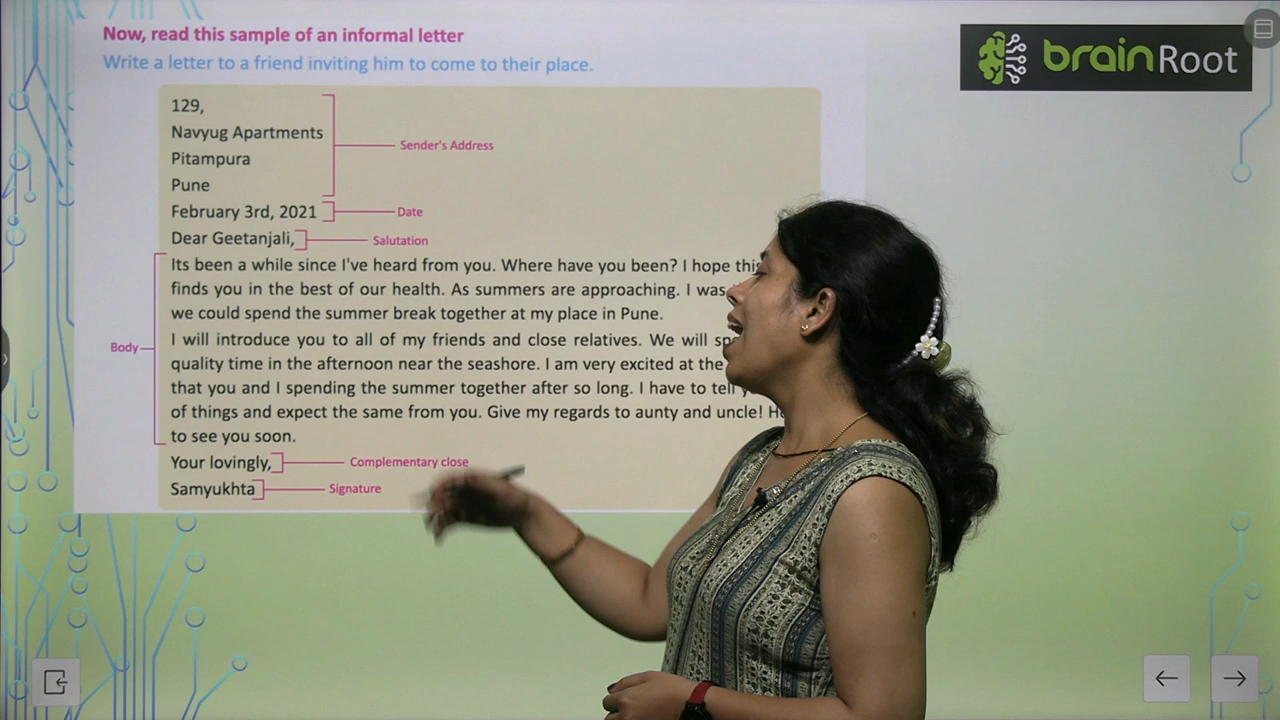 Now, read this sample of an informal letter
brainRoot
Write a letter to a friend inviting him to come to their place.
129,
Navyug Apartments
Sender's Address
Pitampura
Pune
February 3rd, 2021
Date
Dear Geetanjali,
Salutation
Its been a while since I've heard from you. Where have you been? I hope this
finds you in the best of our health. As summers are approaching. I was
we could spend the summer break together at my place in Pune.
I will introduce you to all of my friends and close relatives. We will
Body
quality time in the afternoon near the seashore. I am very excited at the
that you and I spending the summer together after so long. I have to tell
of things and expect the same from you. Give my regards to aunty and uncle!
to see you soon.
Your lovingly,
Complementary close
Samyukhta
Signature